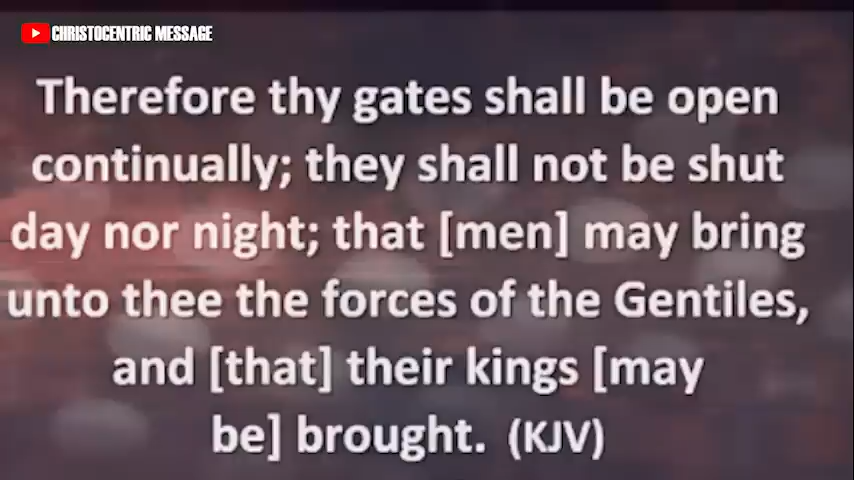 CHRISTOCENTRIC MESSAGE
Therefore thy gates shall be open
continually; they shall not be shut
day nor night; that [men] may bring
unto thee the forces of the Gentiles,
and [that] their kings [may
be] brought. (KJV)